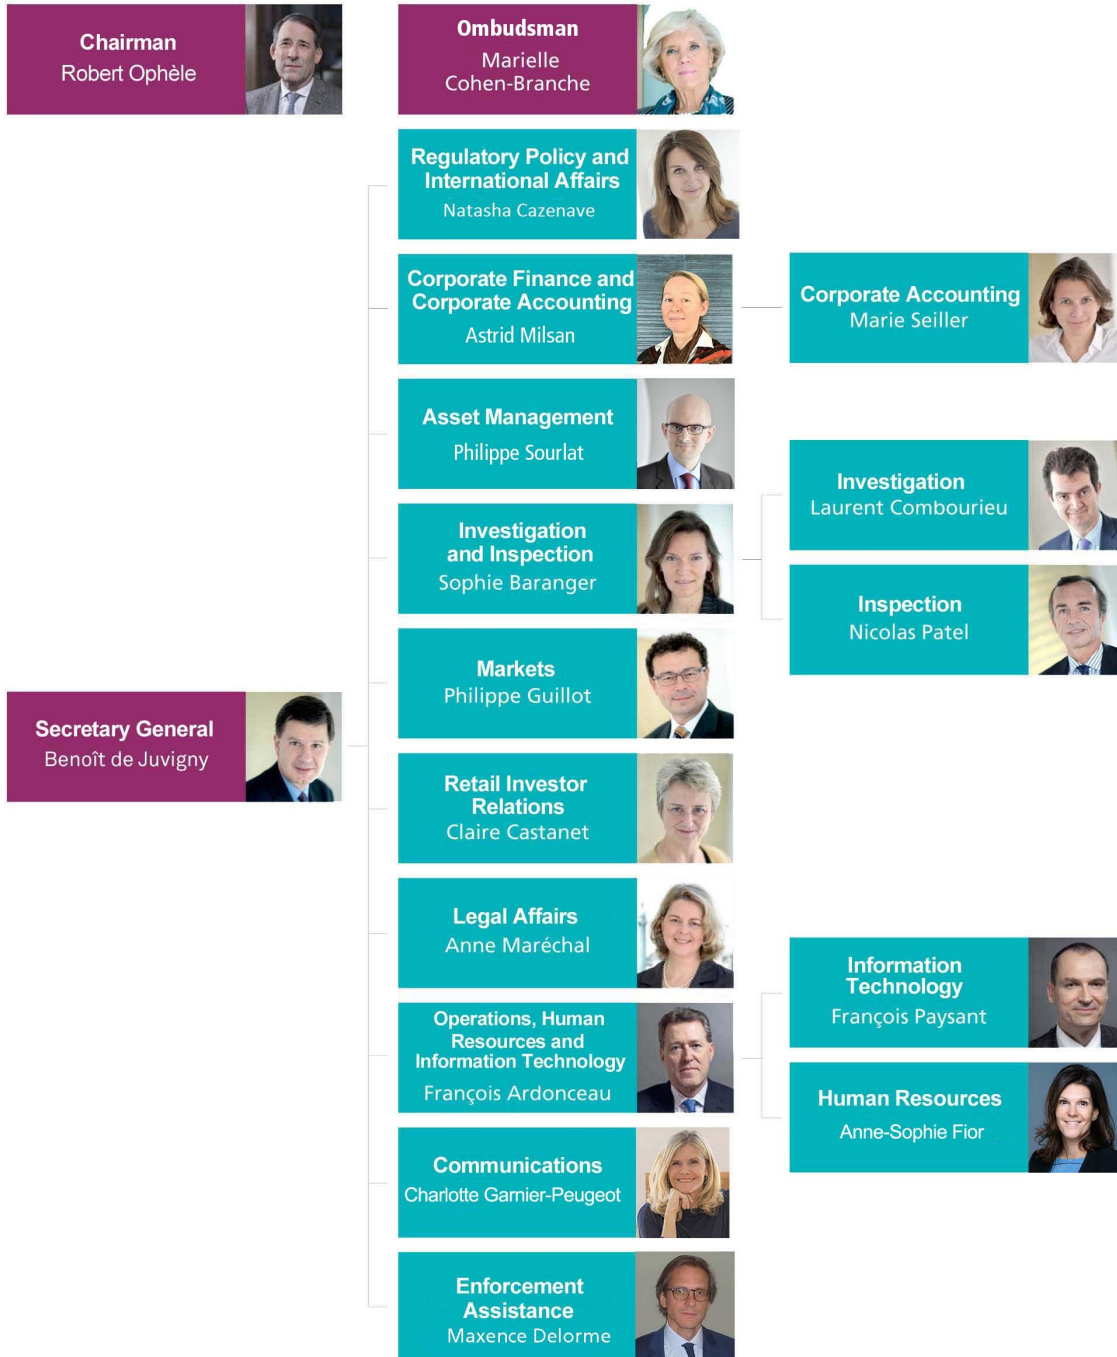 Chairman
Robert Ophèle
Ombudsman
Marielle
Cohen-Branche
Regulatory Policy and
International Affairs
Natasha Cazenave
Corporate Finance and
Corporate Accounting
Astrid Milsan
Corporate Accounting
Marie Seiller
Asset Management
Philippe Sourlat
Investigation
Laurent Combourieu
Investigation
and Inspection
Sophie Baranger
Inspection
Nicolas Patel
Markets
Philippe Guillot
Secretary General
Benoît de Juvigny
Retail Investor
Relations
Claire Castanet
Legal Affairs
Anne Maréchal
Information
Technology
François Paysant
Operations, Human
Resources and
Information Technology
François Ardonceau
Human Resources
Anne-Sophie Fior
Communications
Charlotte Garnier-Peugeot
Enforcement
Assistance
Maxence Delorme